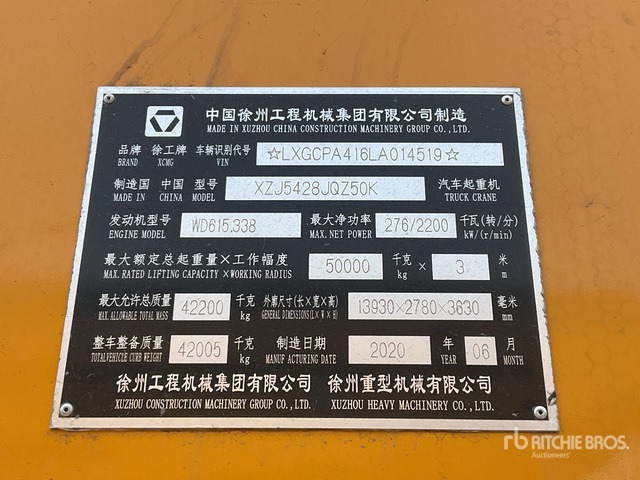 中国徐州工程机械集团有限公司制造
MADE IN XUZHOU CHINA CONSTRUCTION MACHINERY GROUP CO., LTD.
品牌 徐工牌 车辆识别代号 ☆LXGCPA416LA014519☆
BRAND XCMG VIN
制造国 中国 型号 XZJ5428JQZ50K 汽车起重机
MADE IN CHINA MODEL TRUCK CRANE
发动机型号 WD615.338 最大净功率 276/2200 千瓦(转/分)
ENGINE MODEL MAX. NET POWER kW/(r/min)
最大额定总起重量×工作幅度 50000 千克 × 3 米
MAX. RATED LIFTING CAPACITY ×WORKING RADIUS kg m
最大允许总质量 42200 千克 外廓尺寸(长×宽×高) 13930×2780×3630 毫米
MAX. ALLOWABLE TOTAL MASS kg GENERAL DIMENSIONS(L×W×H) mm
整车整备质量 42005 千克 制造日期 2020 年 06 月
TOTAL VEHICLE CURB WEIGHT kg MANUFACTURING DATE YEAR MONTH
徐州工程机械集团有限公司 徐州重型机械有限公司
XUZHOU CONSTRUCTION MACHINERY GROUP CO., LTD. XUZHOU HEAVY MACHINERY CO., LTD.
rb RITCHIE BROS.
Auctioneers